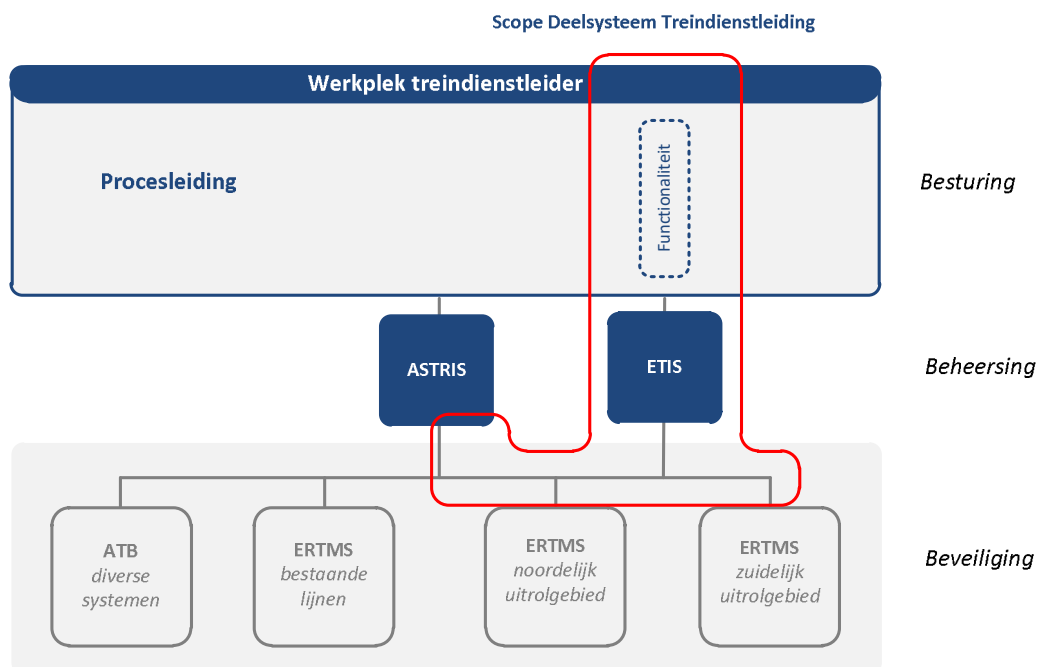 Scope Deelsysteem Treindienstleiding
Werkplek treindienstleider
Procesleiding
Functionaliteit
Besturing
ASTRIS
ETIS
Beheersing
ATB
diverse
systemen
ERTMS
bestaande
lijnen
ERTMS
noordelijk
uitrolgebied
ERTMS
zuidelijk
uitrolgebied
Beveiliging